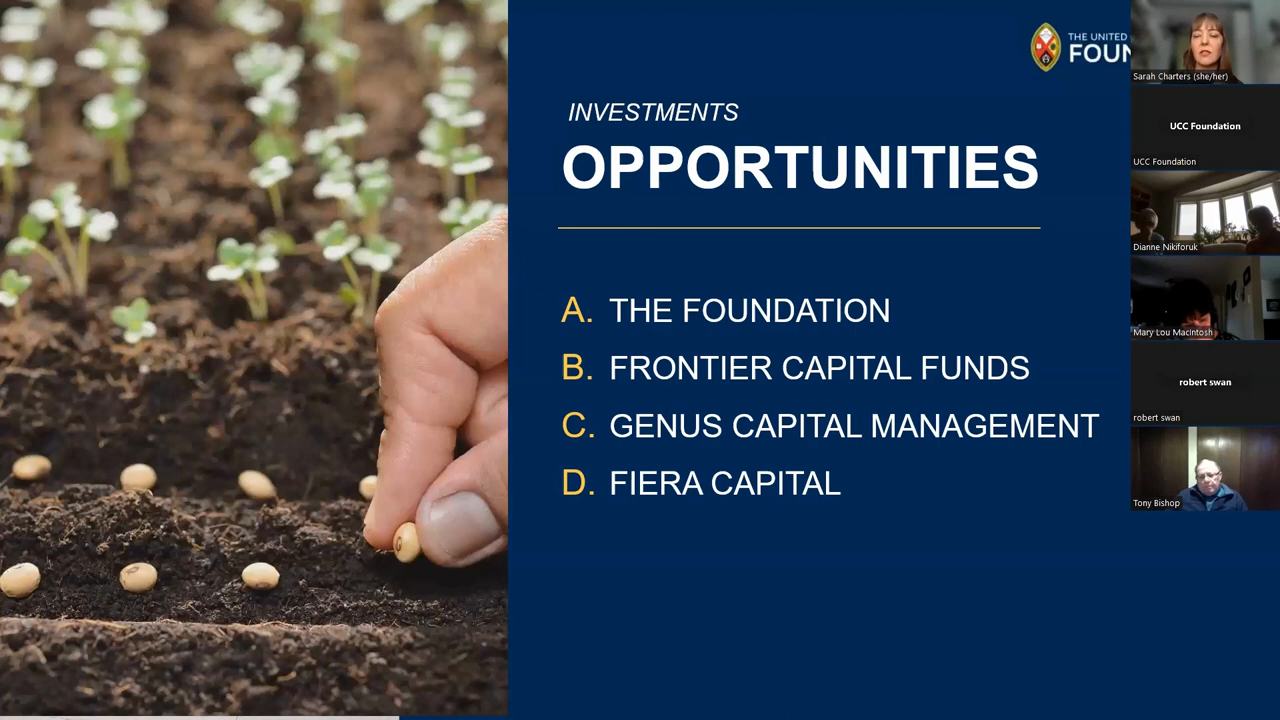 THE UNITED
FOUN
INVESTMENTS
OPPORTUNITIES
A. THE FOUNDATION
B. FRONTIER CAPITAL FUNDS
C. GENUS CAPITAL MANAGEMENT
D. FIERA CAPITAL
Sarah Charters (she/her)
UCC Foundation
UCC Foundation
Dianne Nikiforuk
Mary Lou MacIntosh
robert swan
robert swan
Tony Bishop